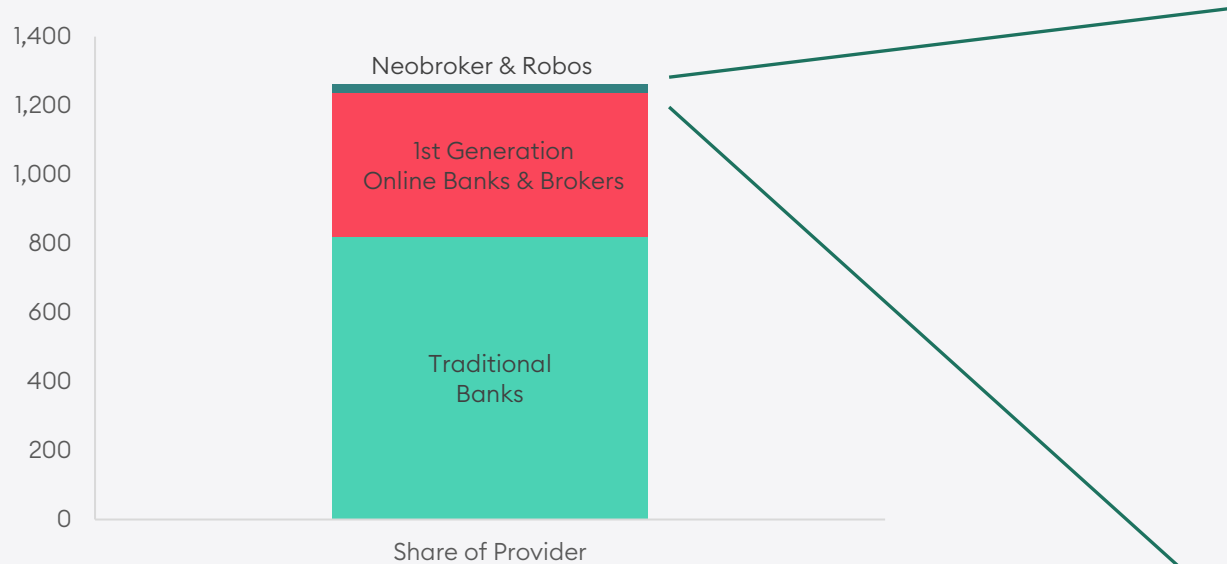 1,400
1,200
1,000
800
600
400
200
0
Neobroker & Robos
1st Generation
Online Banks & Brokers
Traditional
Banks
Share of Provider